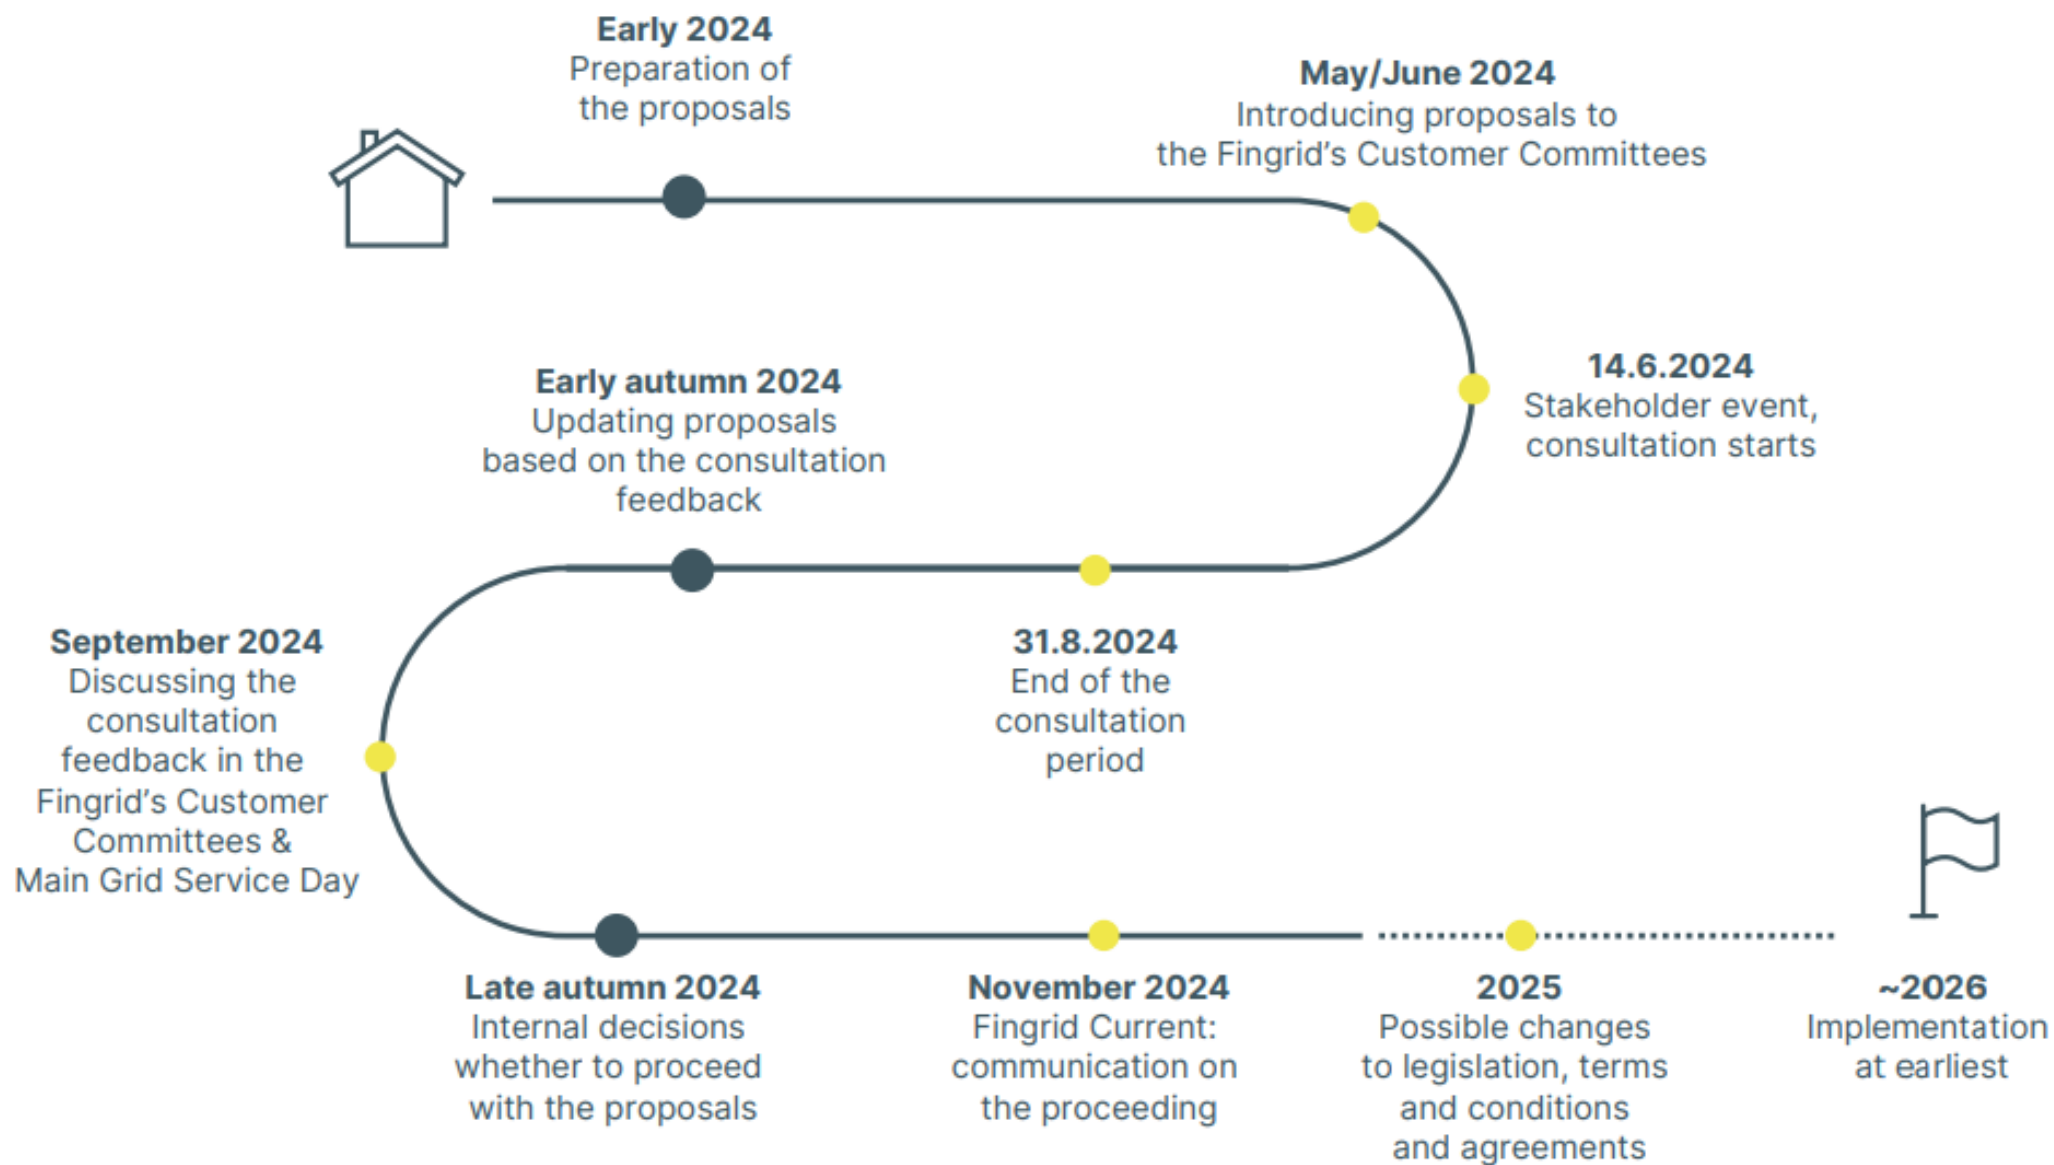 Early 2024
Preparation of
the proposals
May/June 2024
Introducing proposals to
the Fingrid's Customer Committees
14.6.2024
Stakeholder event,
consultation starts
31.8.2024
End of the
consultation
period
Early autumn 2024
Updating proposals
based on the consultation
feedback
September 2024
Discussing the
consultation
feedback in the
Fingrid's Customer
Committees &
Main Grid Service Day
Late autumn 2024
Internal decisions
whether to proceed
with the proposals
November 2024
Fingrid Current:
communication on
the proceeding
2025
Possible changes
to legislation, terms
and conditions
and agreements
~2026
Implementation
at earliest